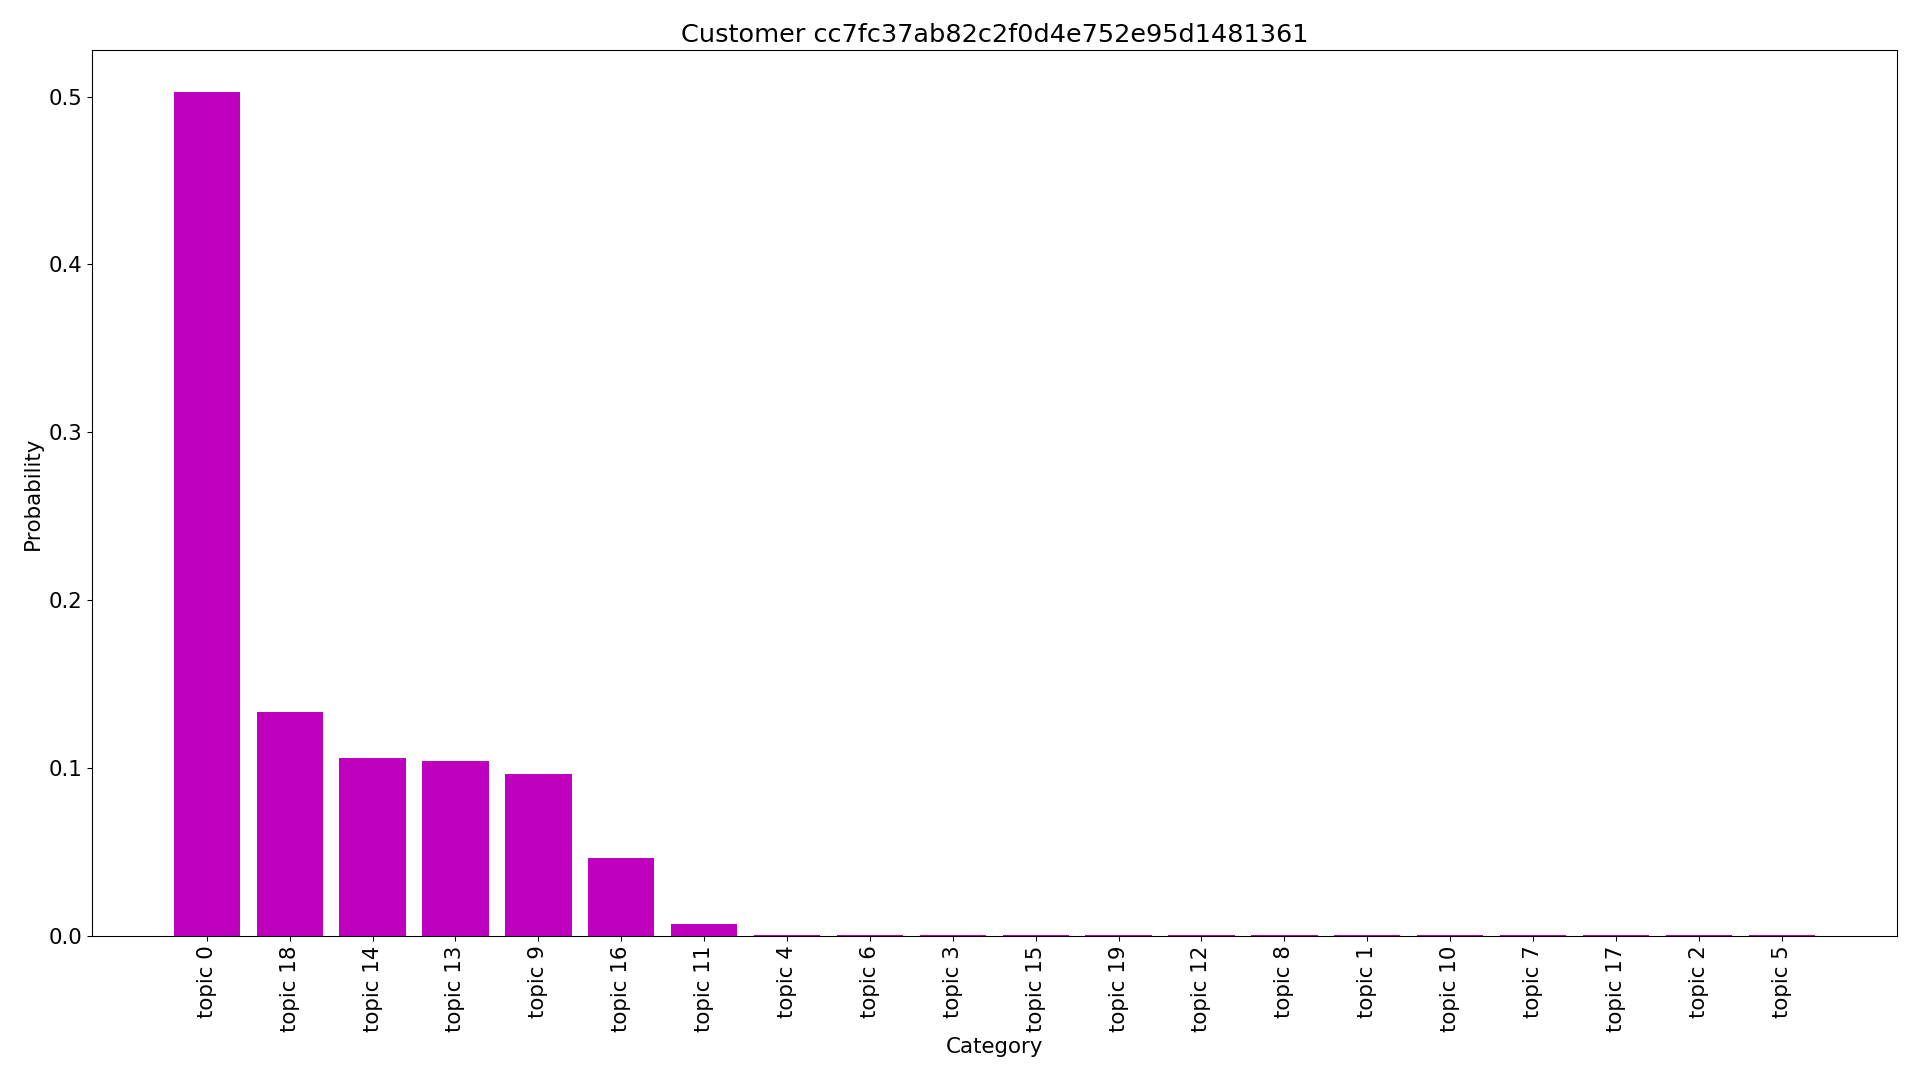 Customer cc7fc37ab82c2f0d4e752e95d1481361
Probability
0.5
0.4
0.3
0.2
0.1
0.0
topic 0
topic 18
topic 14
topic 13
topic 9
topic 16
topic 11
topic 4
topic 6
topic 3
topic 15
topic 19
topic 12
topic 8
topic 1
topic 10
topic 7
topic 17
topic 2
topic 5
Category